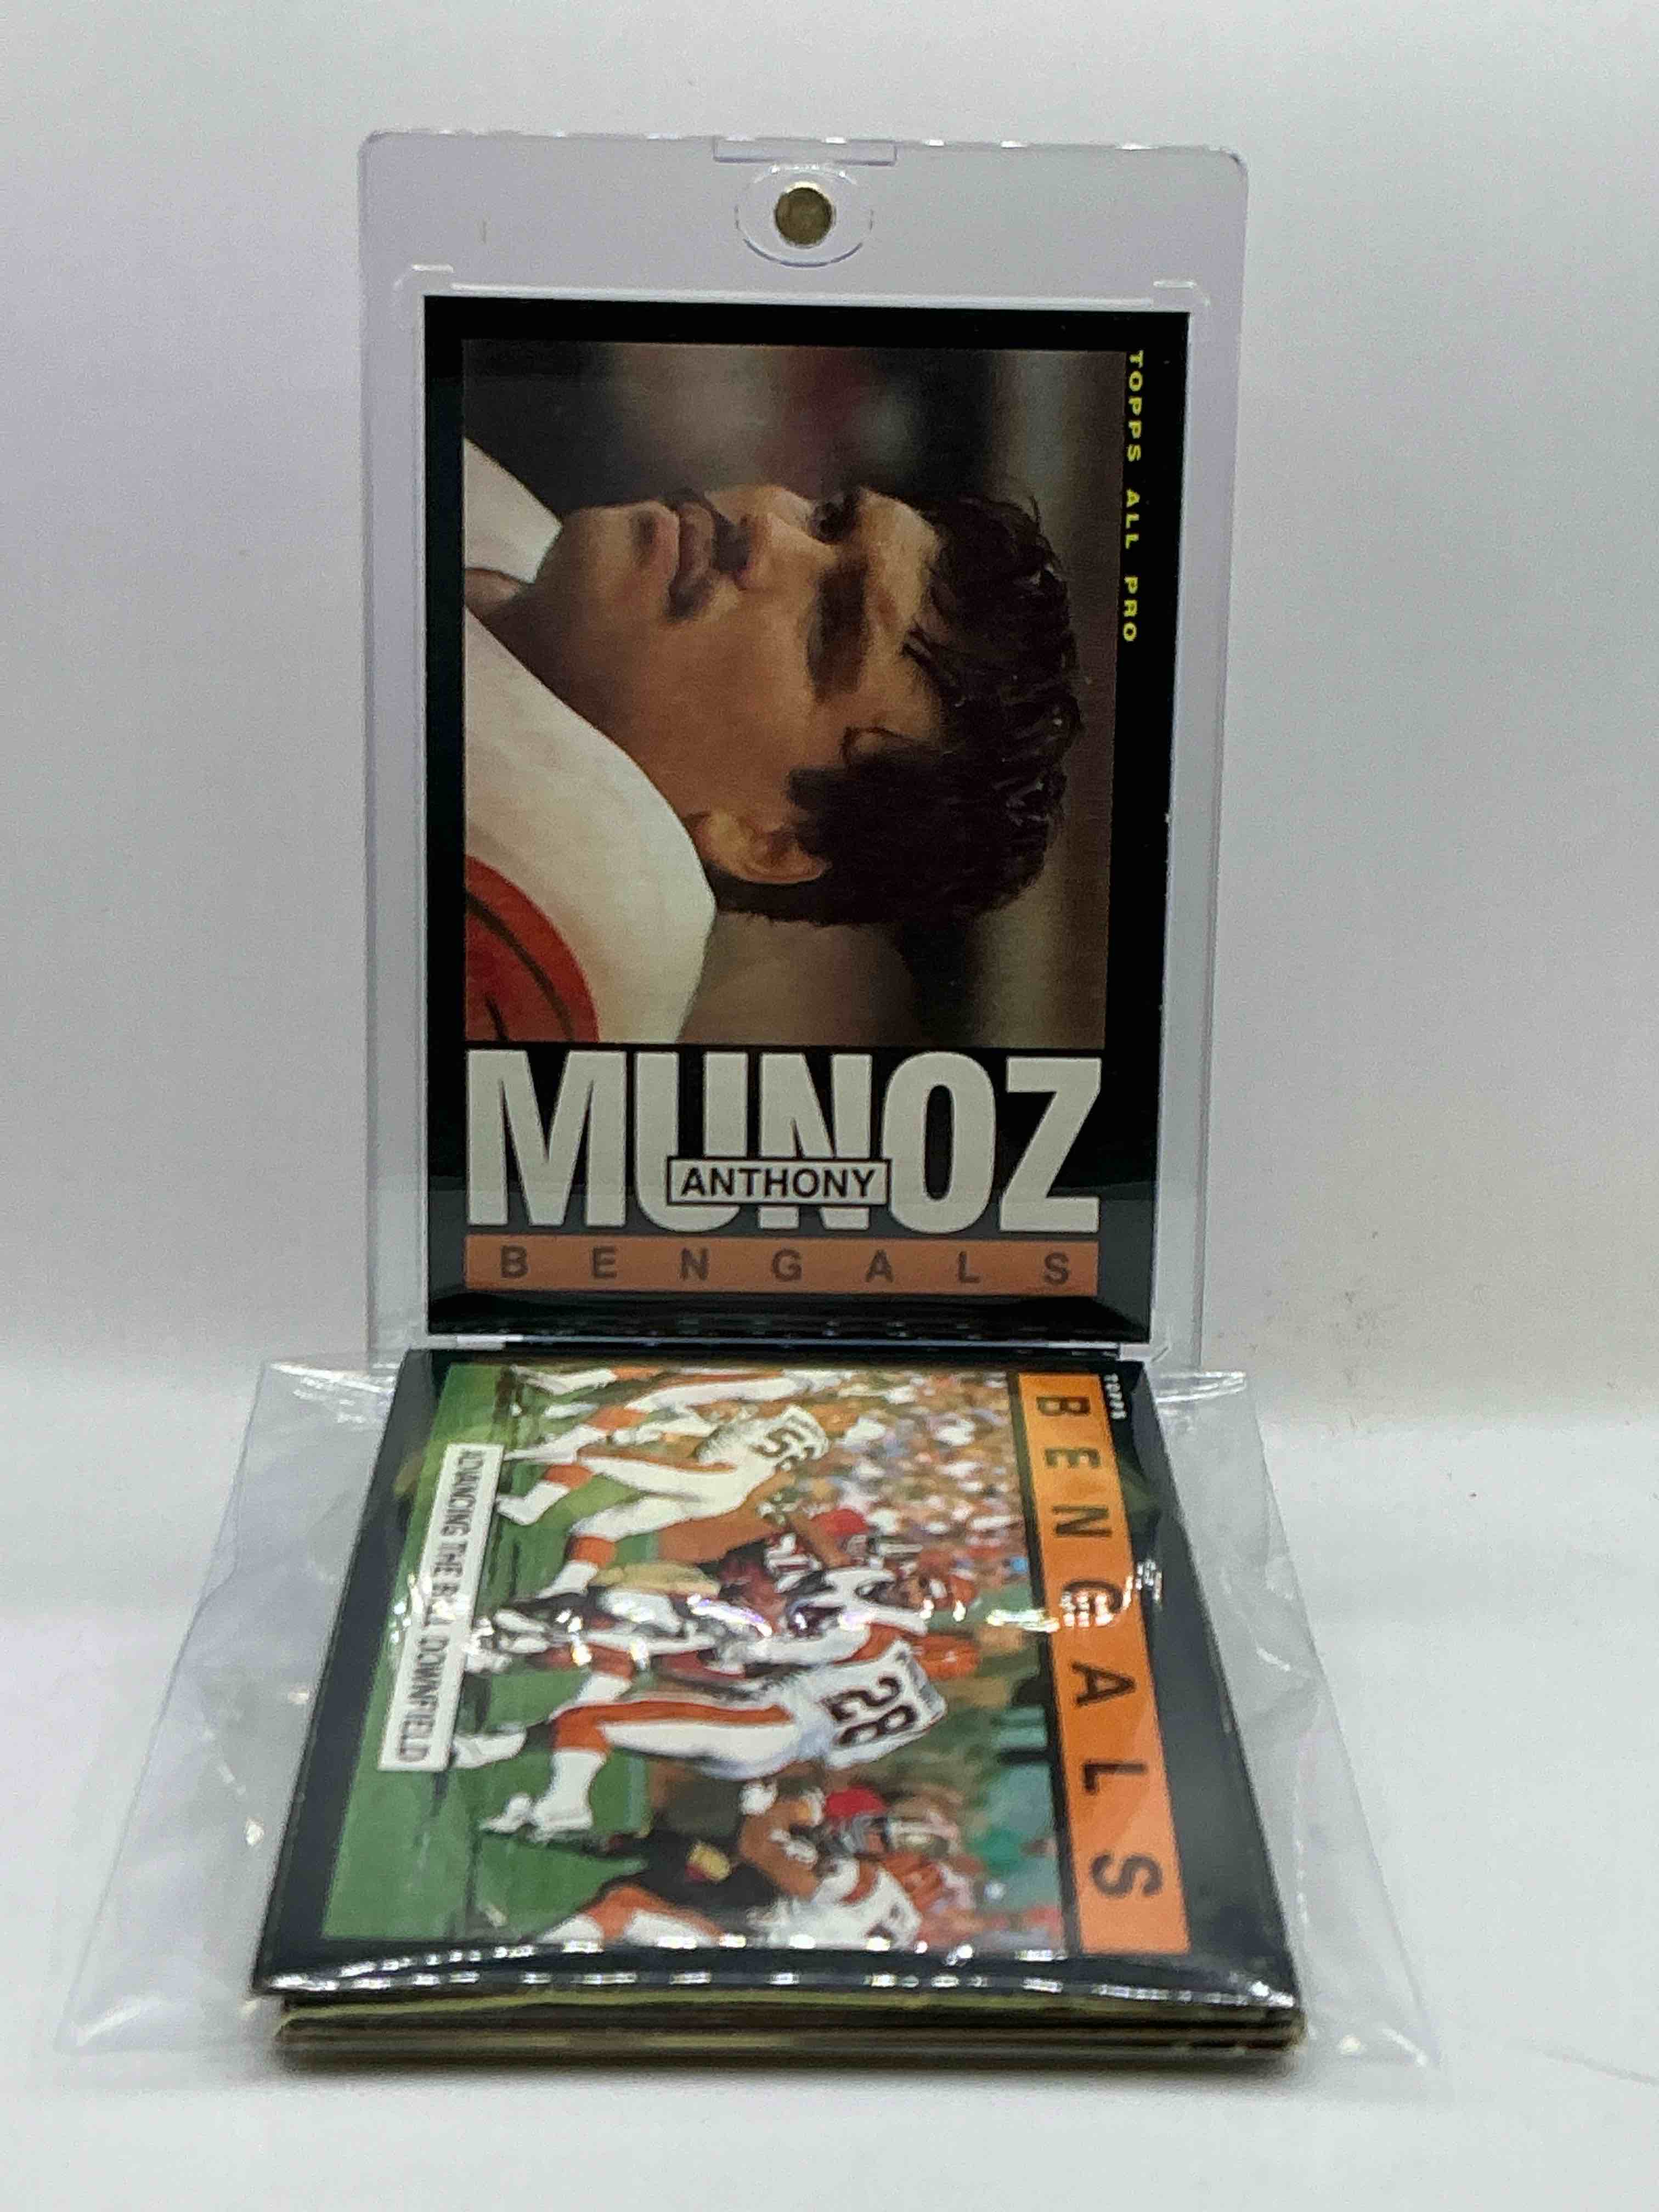 TOPPS ALL PRO
MUNOZ
ANTHONY
BENGALS
TOPPS
BENGALS
28
ADVANCING THE BALL DOWNFIELD